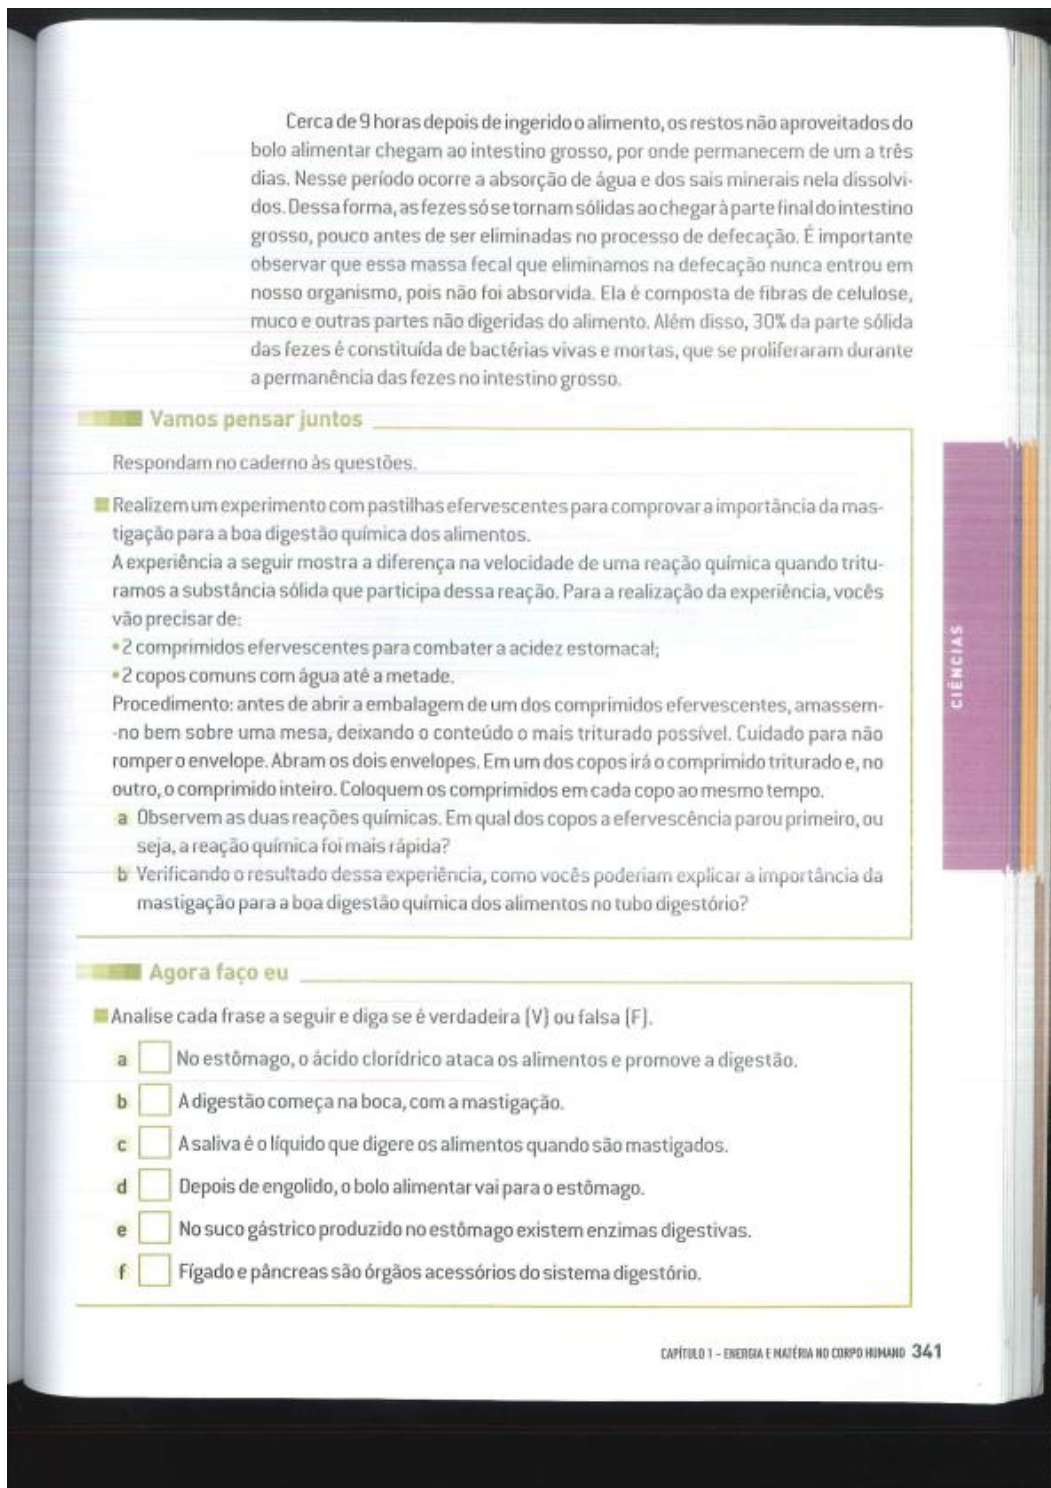 Cerca de 9 horas depois de ingerido o alimento, os restos não aproveitados do
bolo alimentar chegam ao intestino grosso, por onde permanecem de um a três
dias. Nesse período ocorre a absorção de água e dos sais minerais nela dissolvi-
dos. Dessa forma, as fezes só se tornam sólidas ao chegar à parte final do intestino
grosso, pouco antes de ser eliminadas no processo de defecação. É importante
observar que essa massa fecal que eliminamos na defecação nunca entrou em
nosso organismo, pois não foi absorvida. Ela é composta de fibras de celulose,
muco e outras partes não digeridas do alimento. Além disso, 30% da parte sólida
das fezes é constituída de bactérias vivas e mortas, que se proliferaram durante
a permanência das fezes no intestino grosso.
Vamos pensar juntos
Respondam no caderno às questões.
Realizem um experimento com pastilhas efervescentes para comprovar a importância da mas-
tigação para a boa digestão química dos alimentos.
A experiência a seguir mostra a diferença na velocidade de uma reação química quando tritu-
ramos a substância sólida que participa dessa reação. Para a realização da experiência, vocês
vão precisar de:
• 2 comprimidos efervescentes para combater a acidez estomacal;
• 2 copos comuns com água até a metade.
Procedimento: antes de abrir a embalagem de um dos comprimidos efervescentes, amassem-
-no bem sobre uma mesa, deixando o conteúdo o mais triturado possível. Cuidado para não
romper o envelope. Abram os dois envelopes. Em um dos copos irá o comprimido triturado e, no
outro, o comprimido inteiro. Coloquem os comprimidos em cada copo ao mesmo tempo.
a Observem as duas reações químicas. Em qual dos copos a efervescência parou primeiro, ou
seja, a reação química foi mais rápida?
b Verificando o resultado dessa experiência, como vocês poderiam explicar a importância da
mastigação para a boa digestão química dos alimentos no tubo digestório?
CIÊNCIAS
Agora faço eu
Analise cada frase a seguir e diga se é verdadeira (V) ou falsa (F).
a No estômago, o ácido clorídrico ataca os alimentos e promove a digestão.
b A digestão começa na boca, com a mastigação.
c A saliva é o líquido que digere os alimentos quando são mastigados.
d Depois de engolido, o bolo alimentar vai para o estômago.
e No suco gástrico produzido no estômago existem enzimas digestivas.
f Fígado e pâncreas são órgãos acessórios do sistema digestório.
CAPÍTULO 1 – ENERGIA E MATÉRIA NO CORPO HUMANO 341